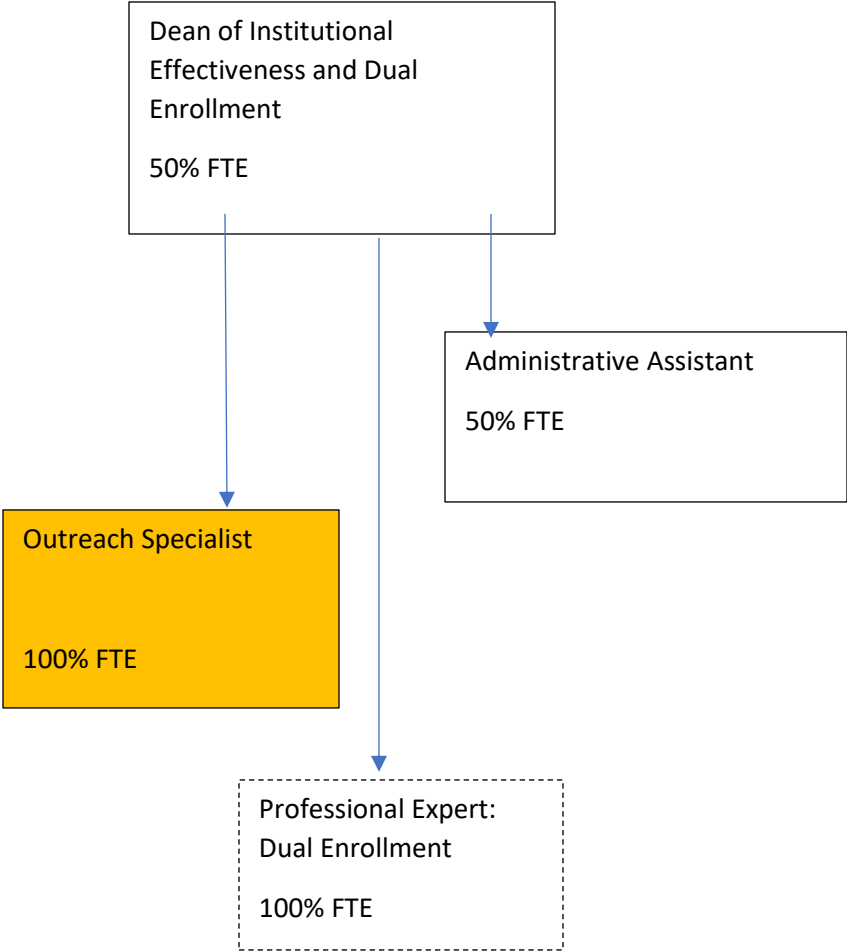 Dean of Institutional
Effectiveness and Dual
Enrollment
50% FTE
Administrative Assistant
50% FTE
Outreach Specialist
100% FTE
Professional Expert:
Dual Enrollment
100% FTE